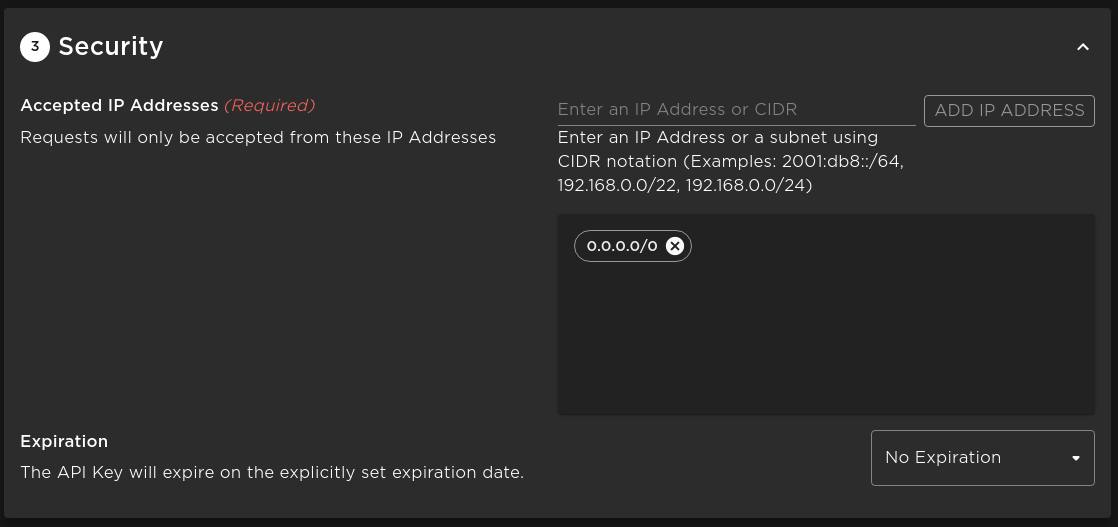 3 Security
Accepted IP Addresses (Required)
Requests will only be accepted from these IP Addresses
Enter an IP Address or CIDR
ADD IP ADDRESS
Enter an IP Address or a subnet using
CIDR notation (Examples: 2001:db8::/64,
192.168.0.0/22, 192.168.0.0/24)
0.0.0.0/0
Expiration
The API Key will expire on the explicitly set expiration date.
No Expiration